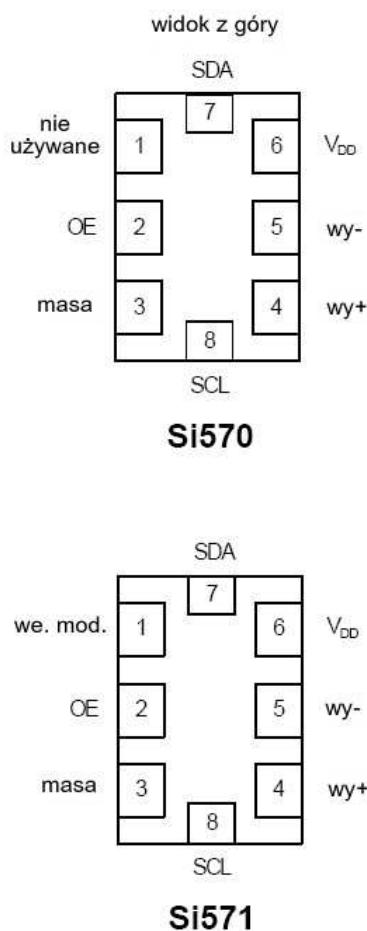 widok z góry
SDA
7
nie
używane
1
6
VDD
OE
2
5
wy-
masa
3
4
wy+
8
SCL
Si570
SDA
7
we. mod.
1
6
VDD
OE
2
5
wy-
masa
3
4
wy+
8
SCL
Si571